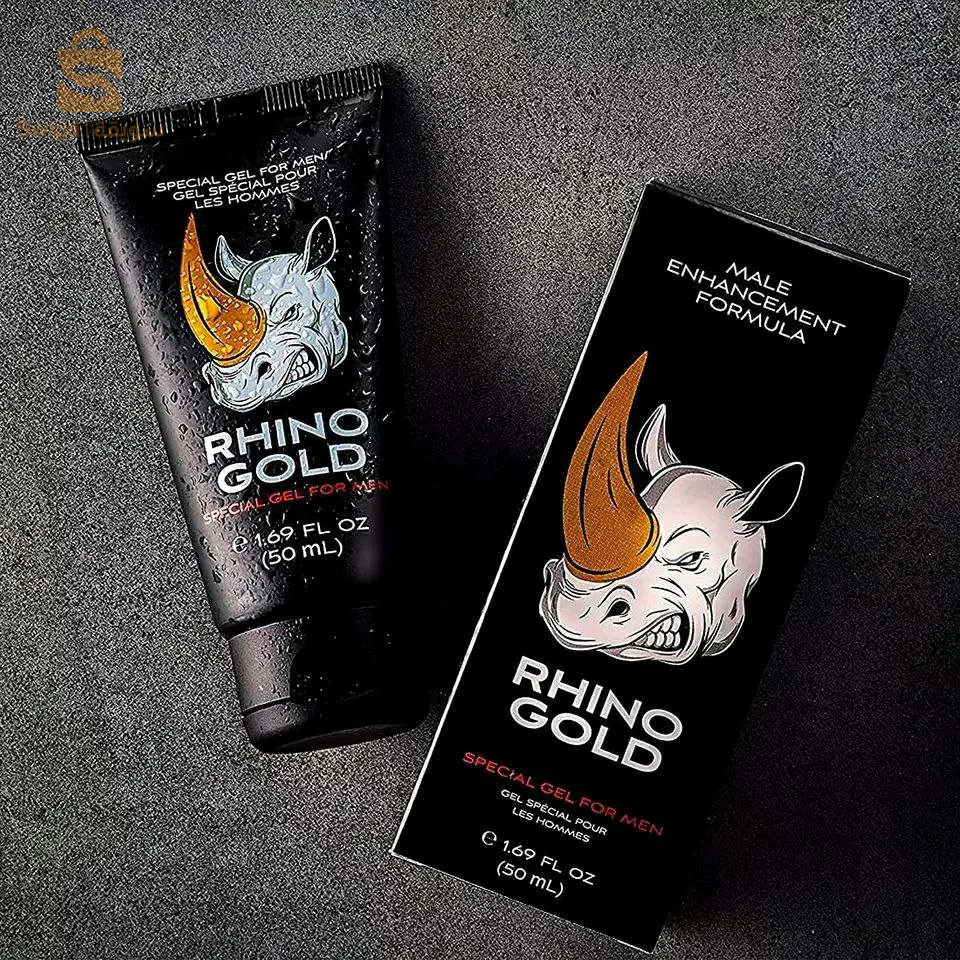 S
SPECIAL GEL FOR MEN/
GEL SPÉCIAL POUR
LES HOMMES
RHINO
GOLD
SPECIAL GEL FOR MEN
e 1.69 FL OZ
(50 mL)
MALE
ENHANCEMENT
FORMULA
RHINO
GOLD
SPECIAL GEL FOR MEN
GEL SPÉCIAL POUR
LES HOMMES
e 1.69 FL OZ
(50 mL)